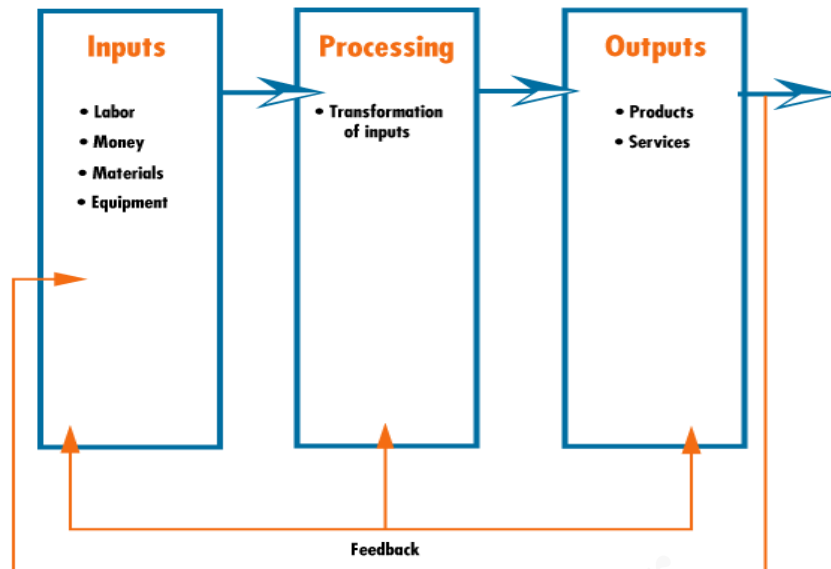 Inputs
• Labor
• Money
• Materials
• Equipment
Processing
• Transformation
of inputs
Outputs
• Products
• Services
Feedback